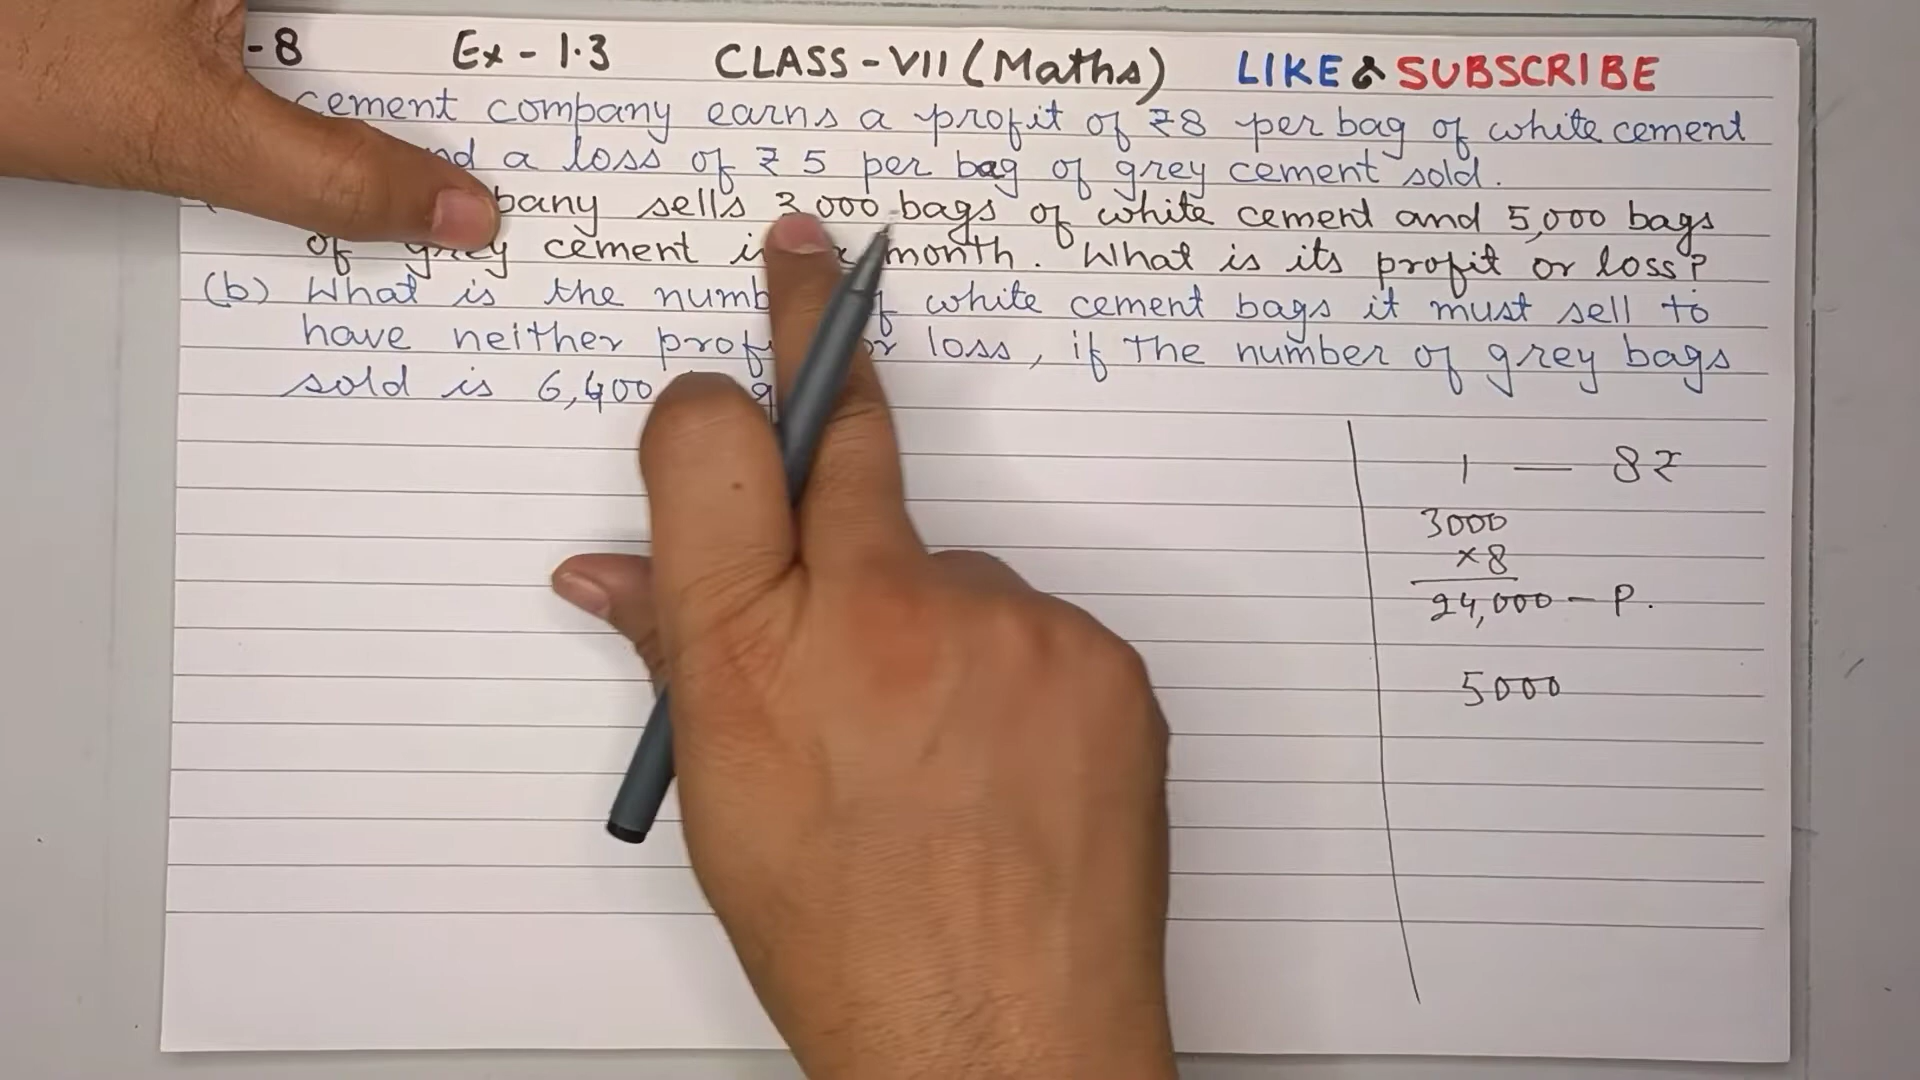 -8 Ex - 1.3 CLASS - VII (Maths) LIKE & SUBSCRIBE
cement company earns a profit of ₹8 per bag of white cement
a loss of ₹ 5 per bag of grey cement sold.
sells 3,000 bags of white cement and 5,000 bags
of grey cement month. What is its profit or loss?
(b) What is the white cement bags it must sell to
have neither loss, if the number of grey bags
sold is 6,400
1 — 8₹
3000
×8
24,000 – P.
5000